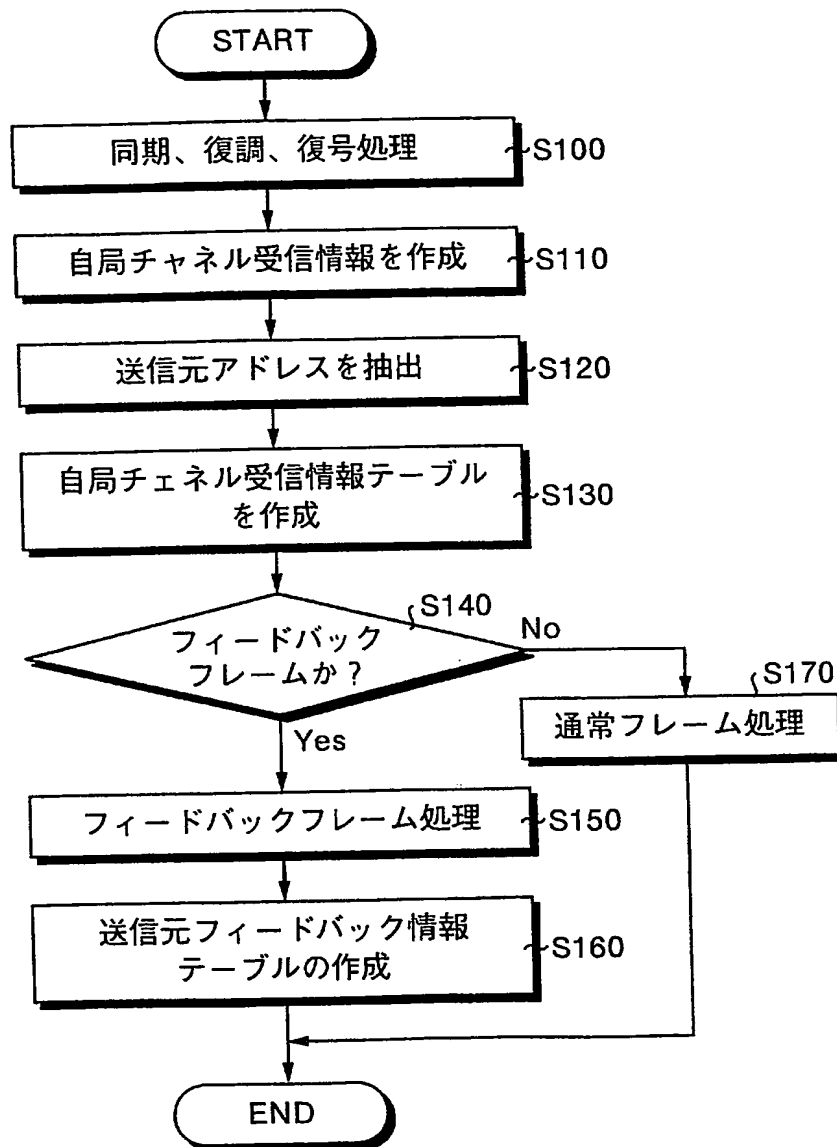 START
同期、復調、復号処理
S100
自局チャネル受信情報を作成
S110
送信元アドレスを抽出
S120
自局チェネル受信情報テーブル
を作成
S130
S140
フィードバック
フレームか？
No
Yes
S170
通常フレーム処理
フィードバックフレーム処理
S150
送信元フィードバック情報
テーブルの作成
S160
END